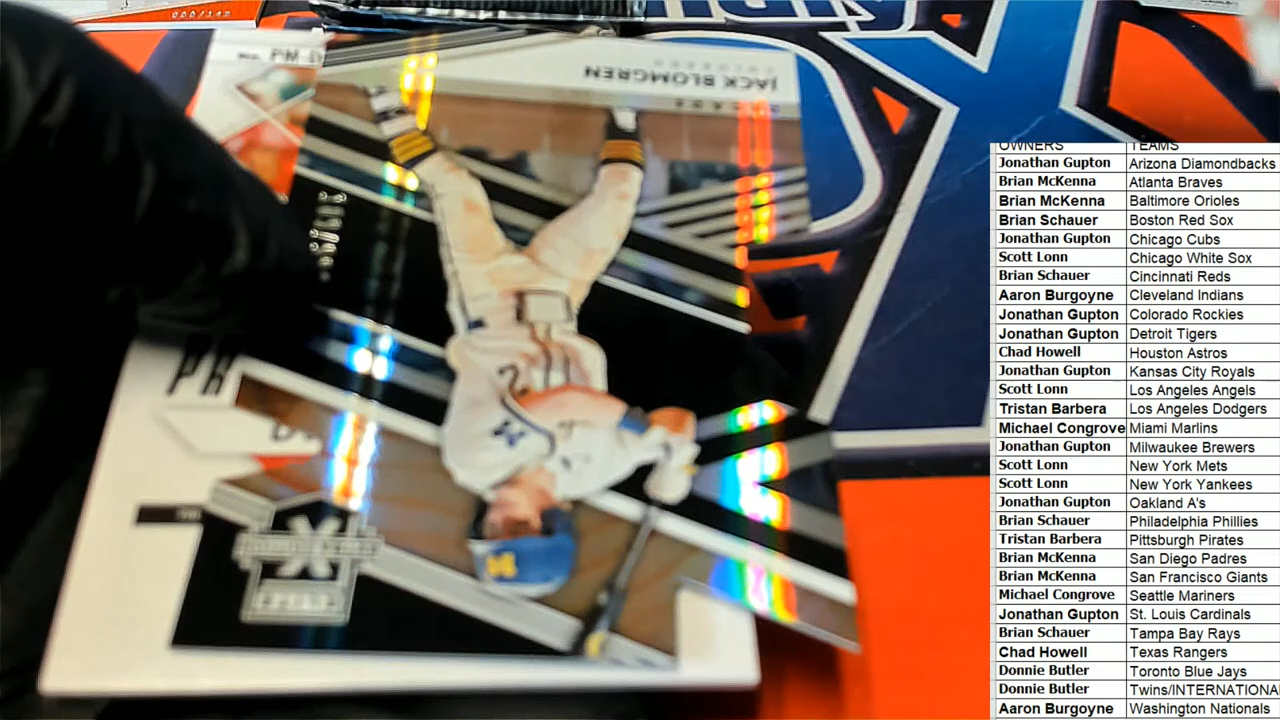 000/145
PM-D
JACK BLOMGREN
COLORADO
2
M
PR
X
OWNERS TEAMS
Jonathan Gupton Arizona Diamondbacks
Brian McKenna Atlanta Braves
Brian McKenna Baltimore Orioles
Brian Schauer Boston Red Sox
Jonathan Gupton Chicago Cubs
Scott Lonn Chicago White Sox
Brian Schauer Cincinnati Reds
Aaron Burgoyne Cleveland Indians
Jonathan Gupton Colorado Rockies
Jonathan Gupton Detroit Tigers
Chad Howell Houston Astros
Jonathan Gupton Kansas City Royals
Scott Lonn Los Angeles Angels
Tristan Barbera Los Angeles Dodgers
Michael Congrove Miami Marlins
Jonathan Gupton Milwaukee Brewers
Scott Lonn New York Mets
Scott Lonn New York Yankees
Jonathan Gupton Oakland A's
Brian Schauer Philadelphia Phillies
Tristan Barbera Pittsburgh Pirates
Brian McKenna San Diego Padres
Brian McKenna San Francisco Giants
Michael Congrove Seattle Mariners
Jonathan Gupton St. Louis Cardinals
Brian Schauer Tampa Bay Rays
Chad Howell Texas Rangers
Donnie Butler Toronto Blue Jays
Donnie Butler Twins/INTERNATIONA
Aaron Burgoyne Washington Nationals